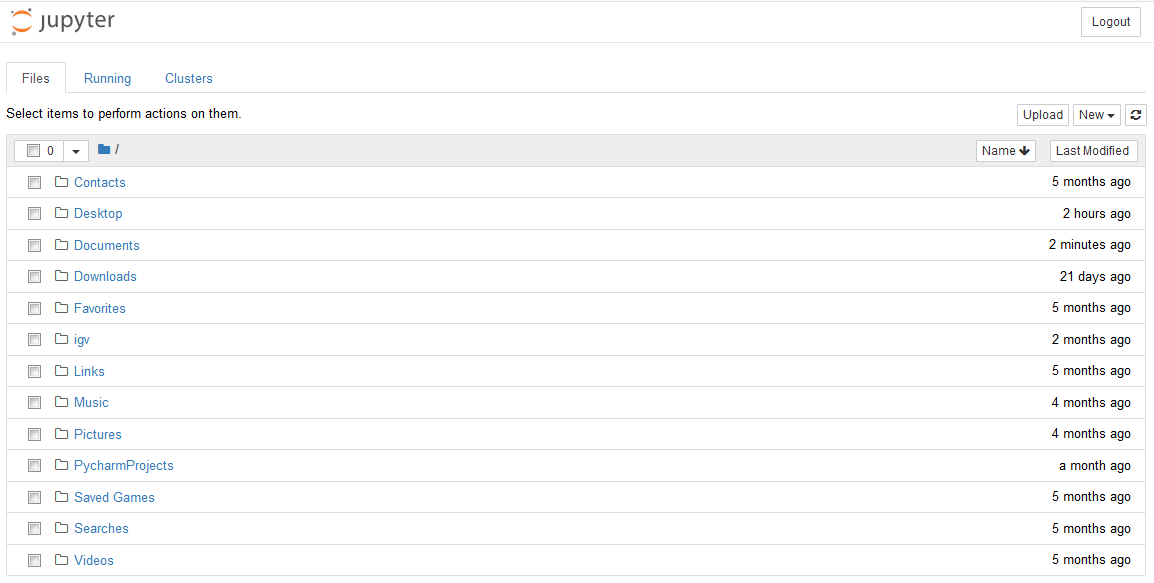 jupyter Logout
Files Running Clusters
Select items to perform actions on them. Upload New
0 / Name Last Modified
Contacts 5 months ago
Desktop 2 hours ago
Documents 2 minutes ago
Downloads 21 days ago
Favorites 5 months ago
igv 2 months ago
Links 5 months ago
Music 4 months ago
Pictures 4 months ago
PycharmProjects a month ago
Saved Games 5 months ago
Searches 5 months ago
Videos 5 months ago